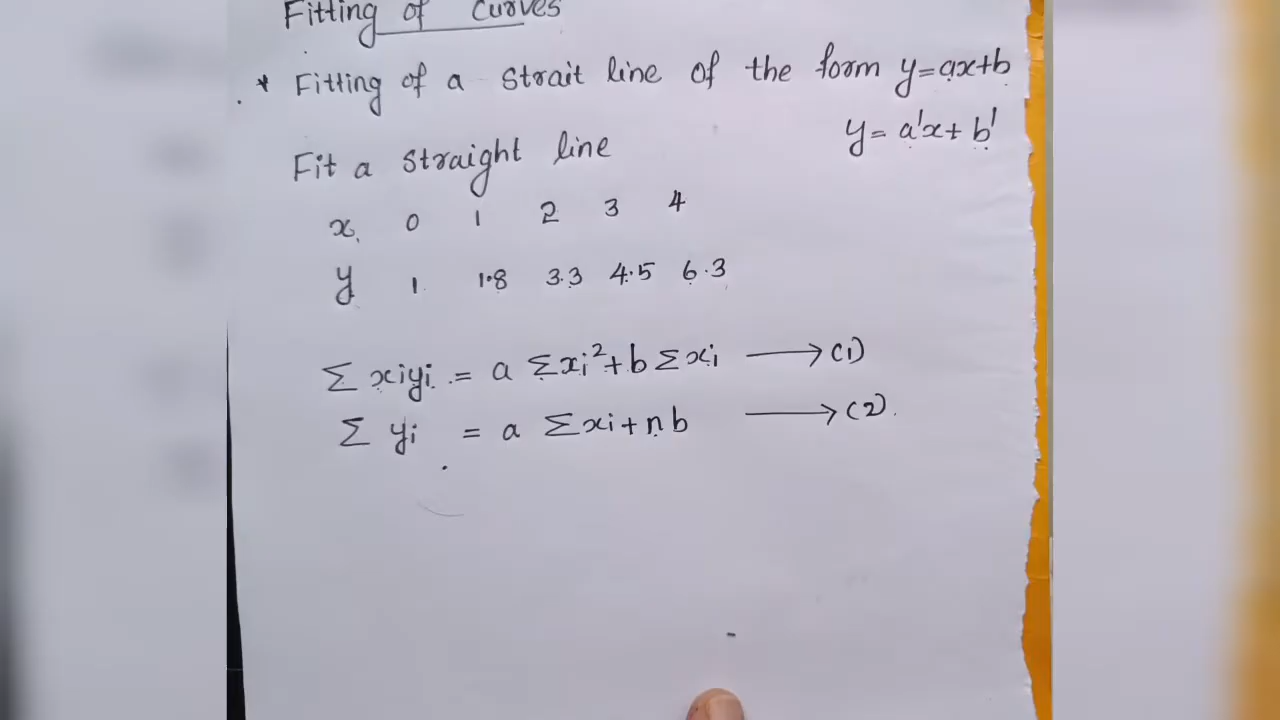 Fitting of Curves
* Fitting of a Strait line of the form y=ax+b
y= a'x+ b'
Fit a straight line
x 0 1 2 3 4
y 1 1.8 3.3 4.5 6.3
Σ xiyi = a Σxi²+b Σxi ⟶ (1)
Σ yi = a Σxi+nb ⟶ (2)